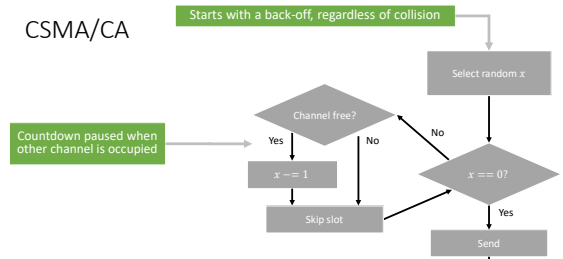 CSMA/CA
Starts with a back-off, regardless of collision
Select random x
Channel free?
Countdown paused when
other channel is occupied
Yes
No
No
x −= 1
x == 0?
Skip slot
Yes
Send